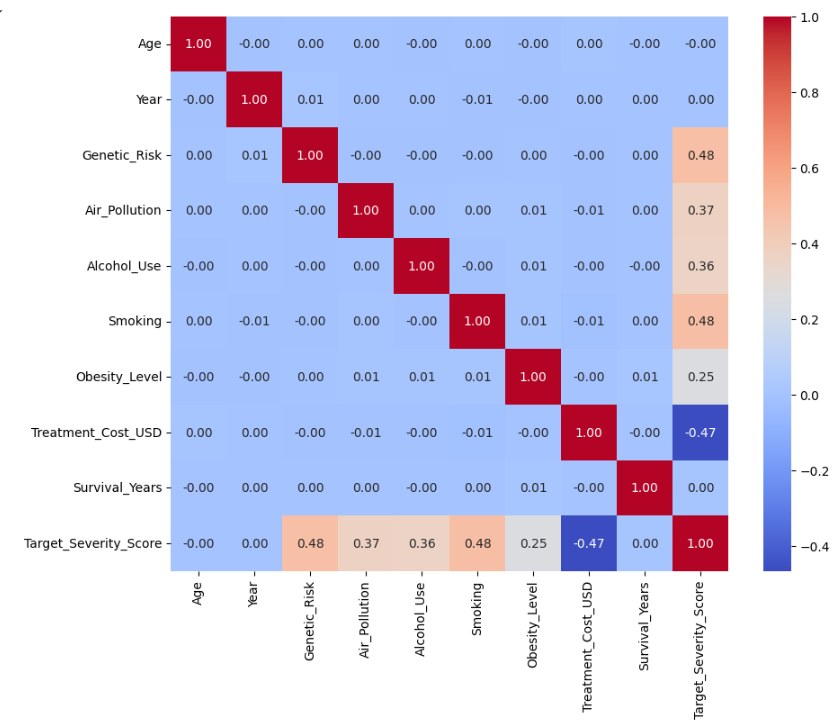 Age 1.00 -0.00 0.00 0.00 -0.00 0.00 -0.00 0.00 -0.00 -0.00
Year -0.00 1.00 0.01 0.00 0.00 -0.01 -0.00 0.00 -0.00 0.00
Genetic_Risk 0.00 0.01 1.00 -0.00 -0.00 -0.00 0.00 -0.00 0.00 0.48
Air_Pollution 0.00 0.00 -0.00 1.00 0.00 0.00 0.01 -0.01 0.00 0.37
Alcohol_Use -0.00 0.00 -0.00 0.00 1.00 -0.00 0.01 -0.00 -0.00 0.36
Smoking 0.00 -0.01 -0.00 0.00 -0.00 1.00 0.01 -0.01 0.00 0.48
Obesity_Level -0.00 -0.00 0.00 0.01 0.01 0.01 1.00 -0.00 0.01 0.25
Treatment_Cost_USD 0.00 0.00 -0.00 -0.01 -0.00 -0.01 -0.00 1.00 -0.00 -0.47
Survival_Years -0.00 -0.00 0.00 0.00 -0.00 0.00 0.01 -0.00 1.00 0.00
Target_Severity_Score -0.00 0.00 0.48 0.37 0.36 0.48 0.25 -0.47 0.00 1.00
Age
Year
Genetic_Risk
Air_Pollution
Alcohol_Use
Smoking
Obesity_Level
Treatment_Cost_USD
Survival_Years
Target_Severity_Score
1.0
0.8
0.6
0.4
0.2
0.0
−0.2
−0.4